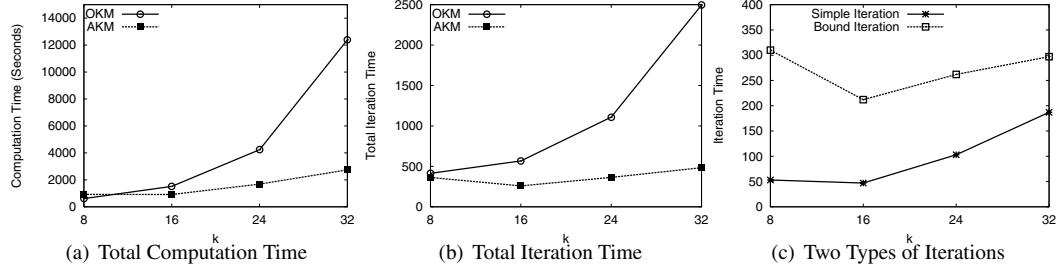 OKM
AKM
14000
12000
10000
8000
6000
4000
2000
0
8
16
24
32
Computation Time (Seconds)
k
(a) Total Computation Time
OKM
AKM
2500
2000
1500
1000
500
0
8
16
24
32
Total Iteration Time
k
(b) Total Iteration Time
Simple Iteration
Bound Iteration
400
350
300
250
200
150
100
50
0
8
16
24
32
Iteration Time
k
(c) Two Types of Iterations